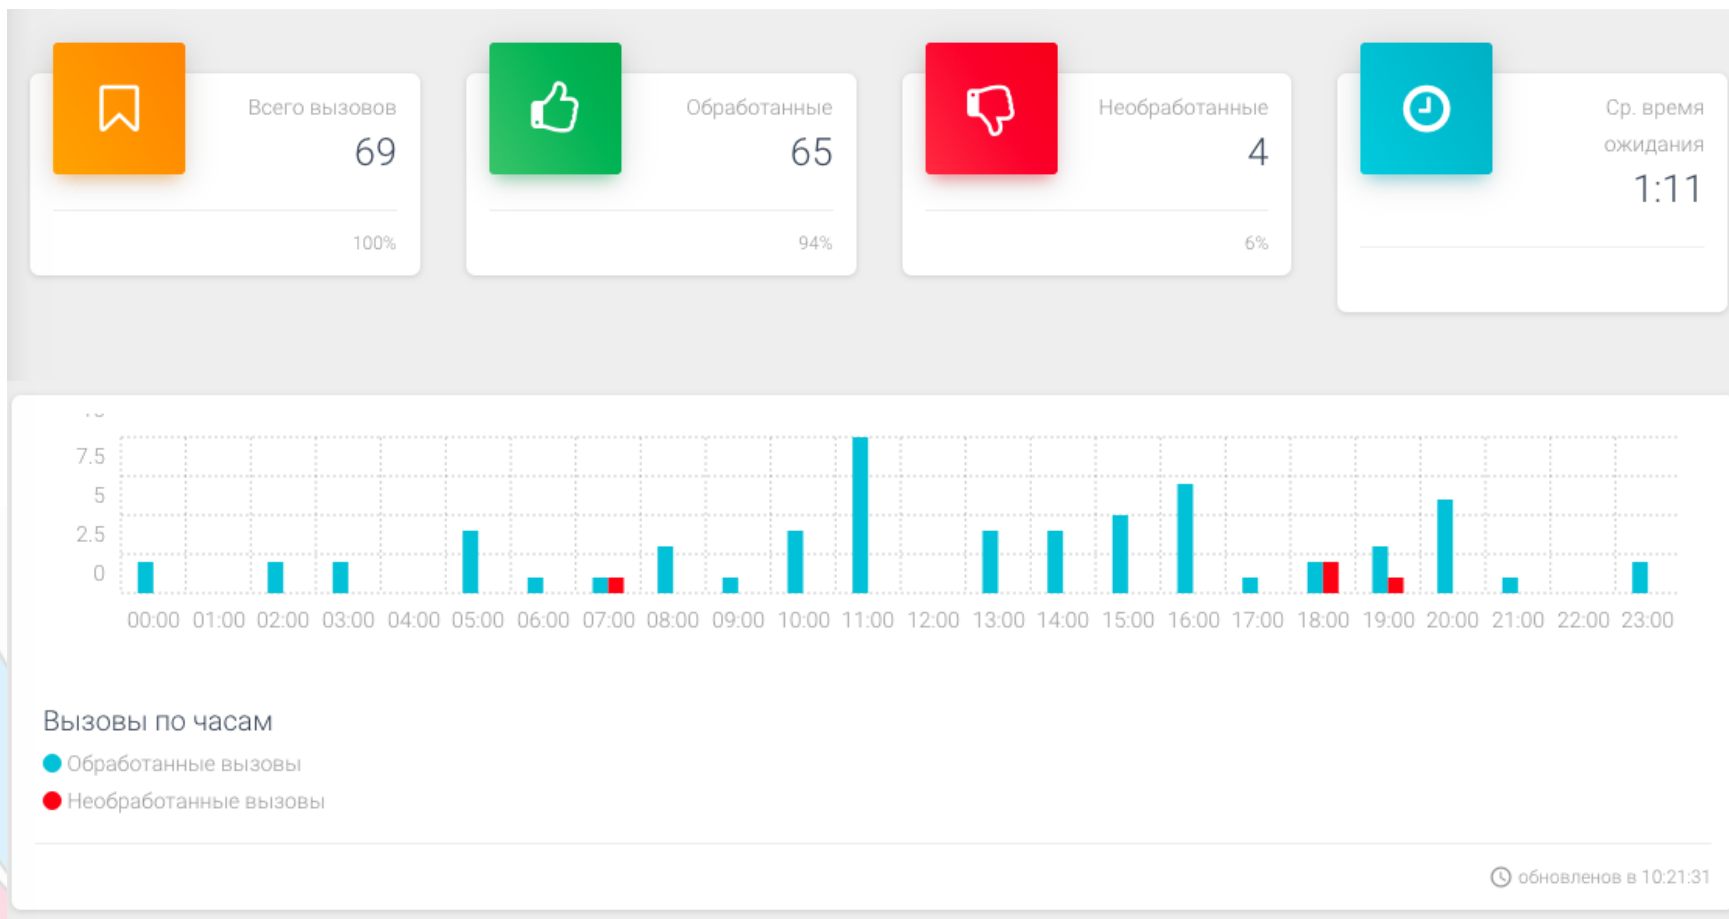 Всего вызовов
69
100%
Обработанные
65
94%
Необработанные
4
6%
Ср. время
ожидания
1:11
7.5
5
2.5
0
00:00 01:00 02:00 03:00 04:00 05:00 06:00 07:00 08:00 09:00 10:00 11:00 12:00 13:00 14:00 15:00 16:00 17:00 18:00 19:00 20:00 21:00 22:00 23:00
Вызовы по часам
Обработанные вызовы
Необработанные вызовы
обновленов в 10:21:31